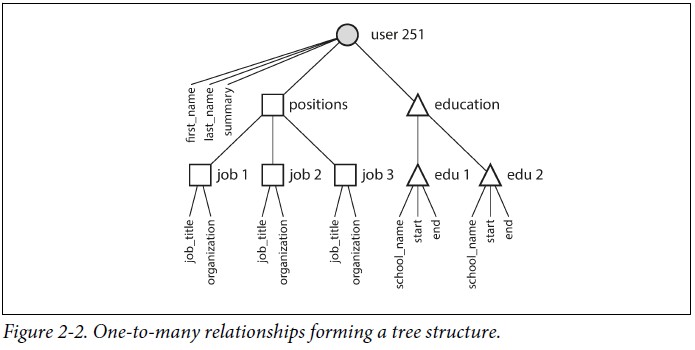 user 251
first_name
last_name
summary
positions
education
job 1
job 2
job 3
edu 1
edu 2
job_title
organization
job_title
organization
job_title
organization
school_name
start
end
school_name
start
end
Figure 2-2. One-to-many relationships forming a tree structure.